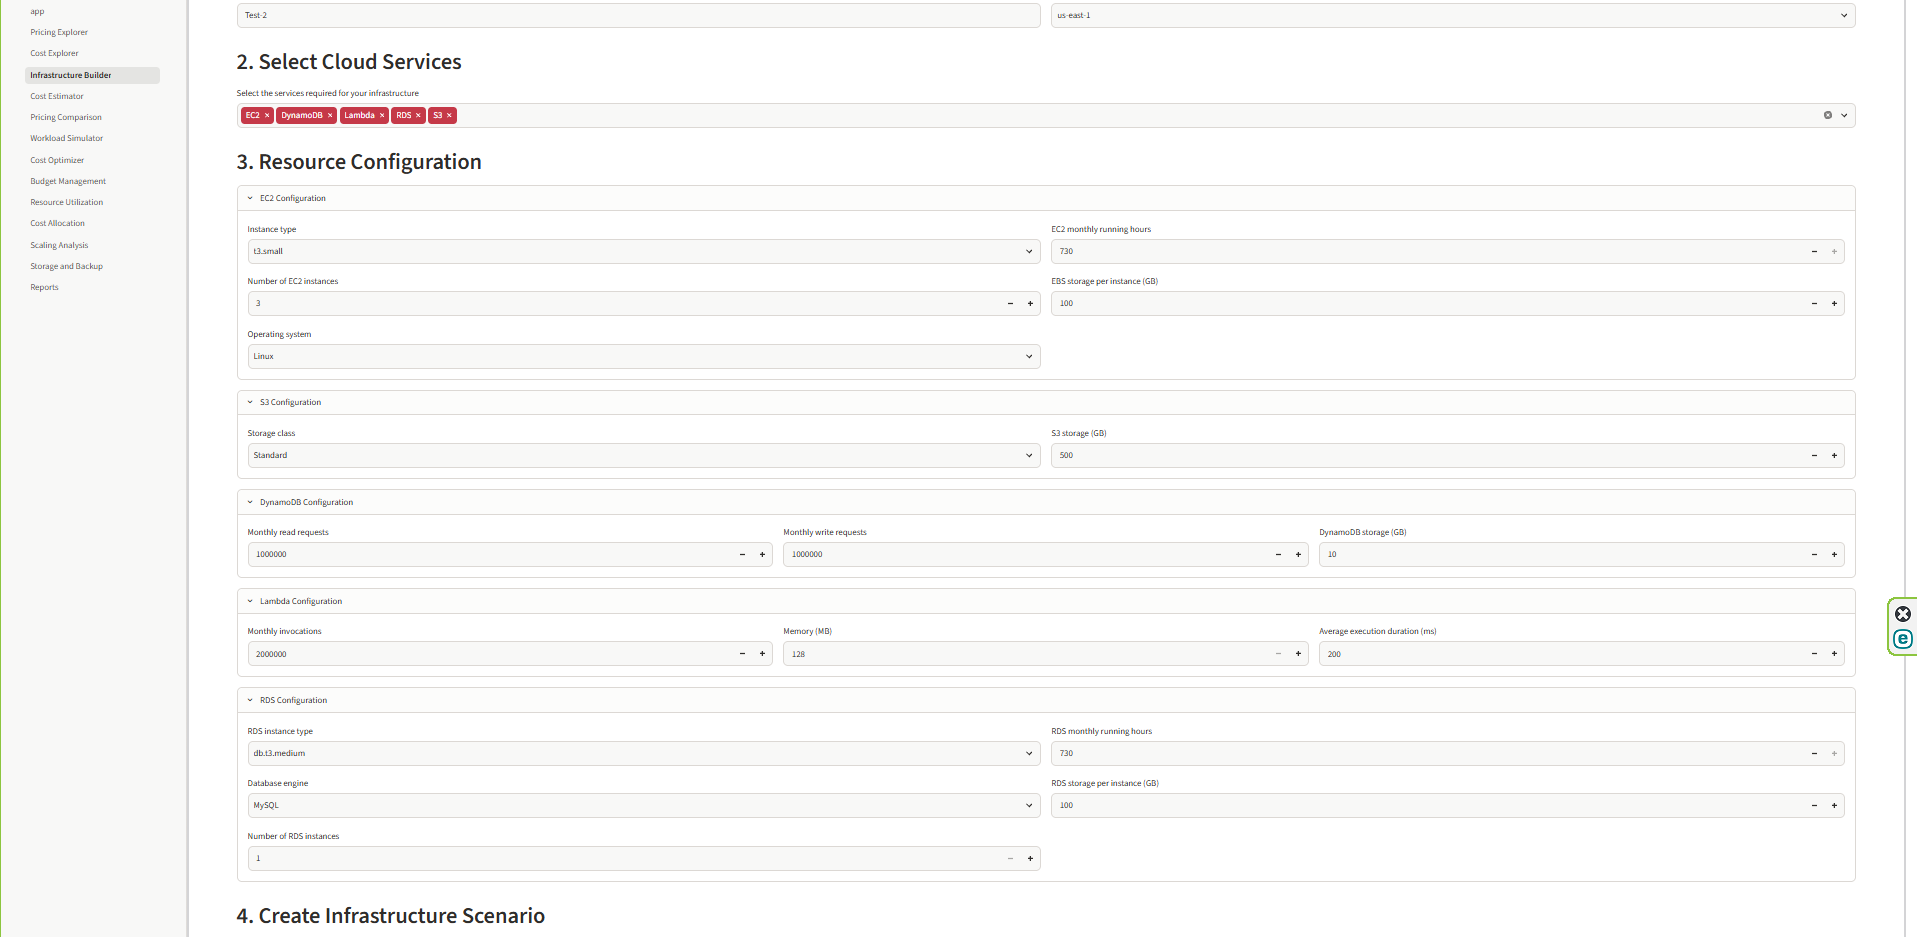 app
Pricing Explorer
Cost Explorer
Infrastructure Builder
Cost Estimator
Pricing Comparison
Workload Simulator
Cost Optimizer
Budget Management
Resource Utilization
Cost Allocation
Scaling Analysis
Storage and Backup
Reports
Test-2
us-east-1
2. Select Cloud Services
Select the services required for your infrastructure
EC2 × DynamoDB × Lambda × RDS × S3 ×
3. Resource Configuration
EC2 Configuration
Instance type
t3.small
EC2 monthly running hours
730
Number of EC2 instances
3
EBS storage per instance (GB)
100
Operating system
Linux
S3 Configuration
Storage class
Standard
S3 storage (GB)
500
DynamoDB Configuration
Monthly read requests
1000000
Monthly write requests
1000000
DynamoDB storage (GB)
10
Lambda Configuration
Monthly invocations
2000000
Memory (MB)
128
Average execution duration (ms)
200
RDS Configuration
RDS instance type
db.t3.medium
RDS monthly running hours
730
Database engine
MySQL
RDS storage per instance (GB)
100
Number of RDS instances
1
4. Create Infrastructure Scenario